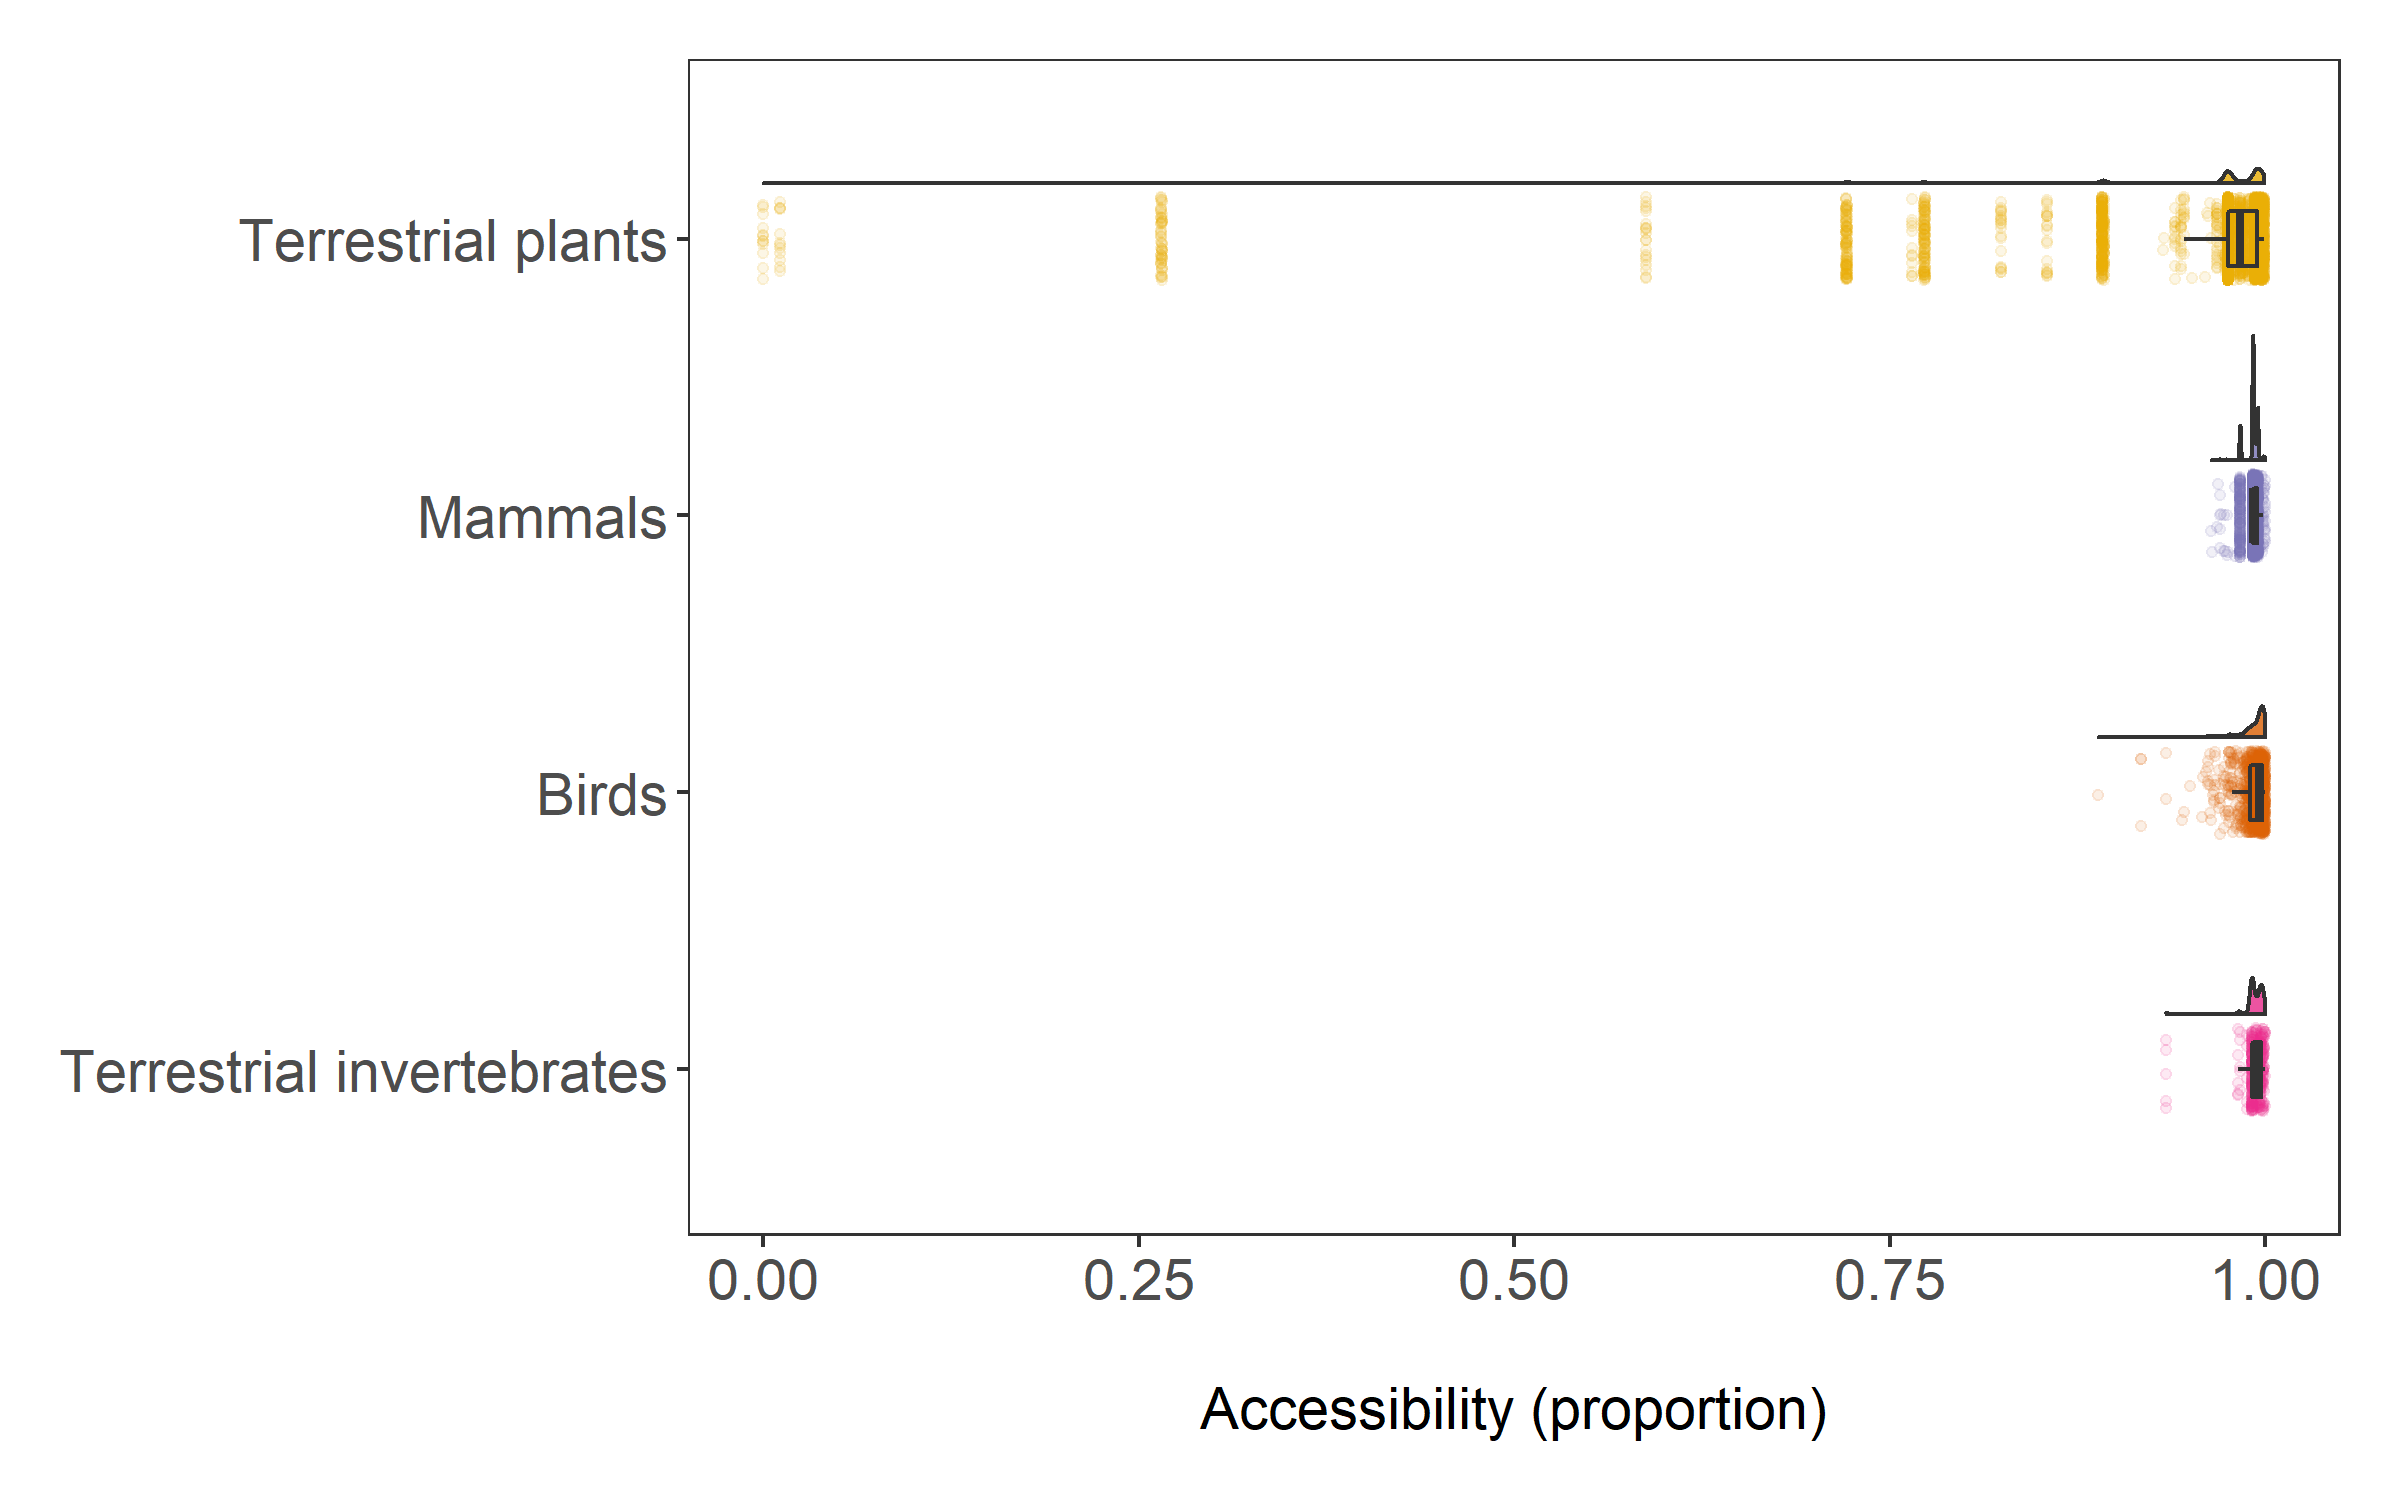 Terrestrial plants
Mammals
Birds
Terrestrial invertebrates
0.00 0.25 0.50 0.75 1.00
Accessibility (proportion)